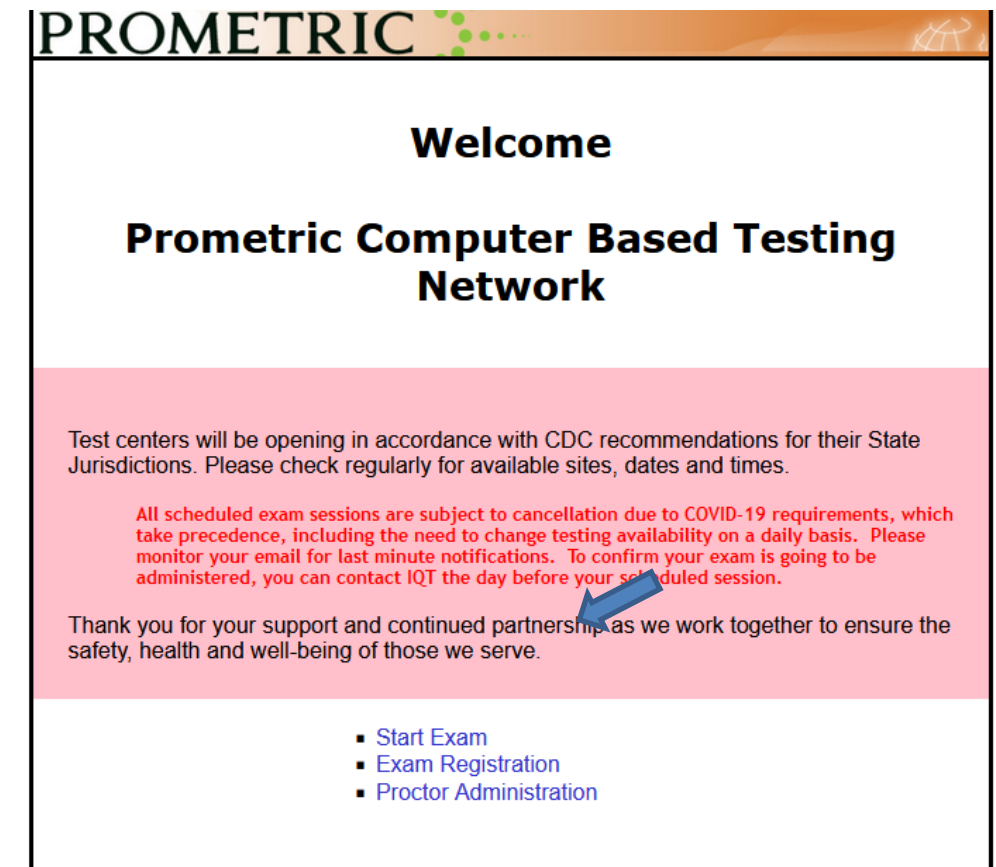 PROMETRIC
Welcome
Prometric Computer Based Testing
Network
Test centers will be opening in accordance with CDC recommendations for their State
Jurisdictions. Please check regularly for available sites, dates and times.
All scheduled exam sessions are subject to cancellation due to COVID-19 requirements, which
take precedence, including the need to change testing availability on a daily basis. Please
monitor your email for last minute notifications. To confirm your exam is going to be
administered, you can contact IQT the day before your scheduled session.
Thank you for your support and continued partnership as we work together to ensure the
safety, health and well-being of those we serve.
Start Exam
Exam Registration
Proctor Administration